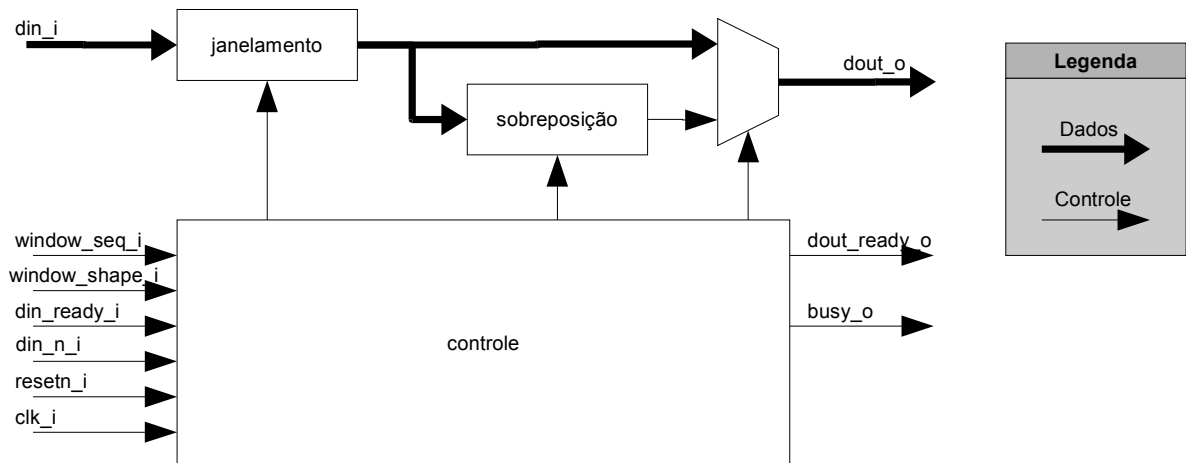 din_i
janelamento
dout_o
Legenda
sobreposição
Dados
Controle
window_seq_i
dout_ready_o
window_shape_i
din_ready_i
busy_o
din_n_i
controle
resetn_i
clk_i